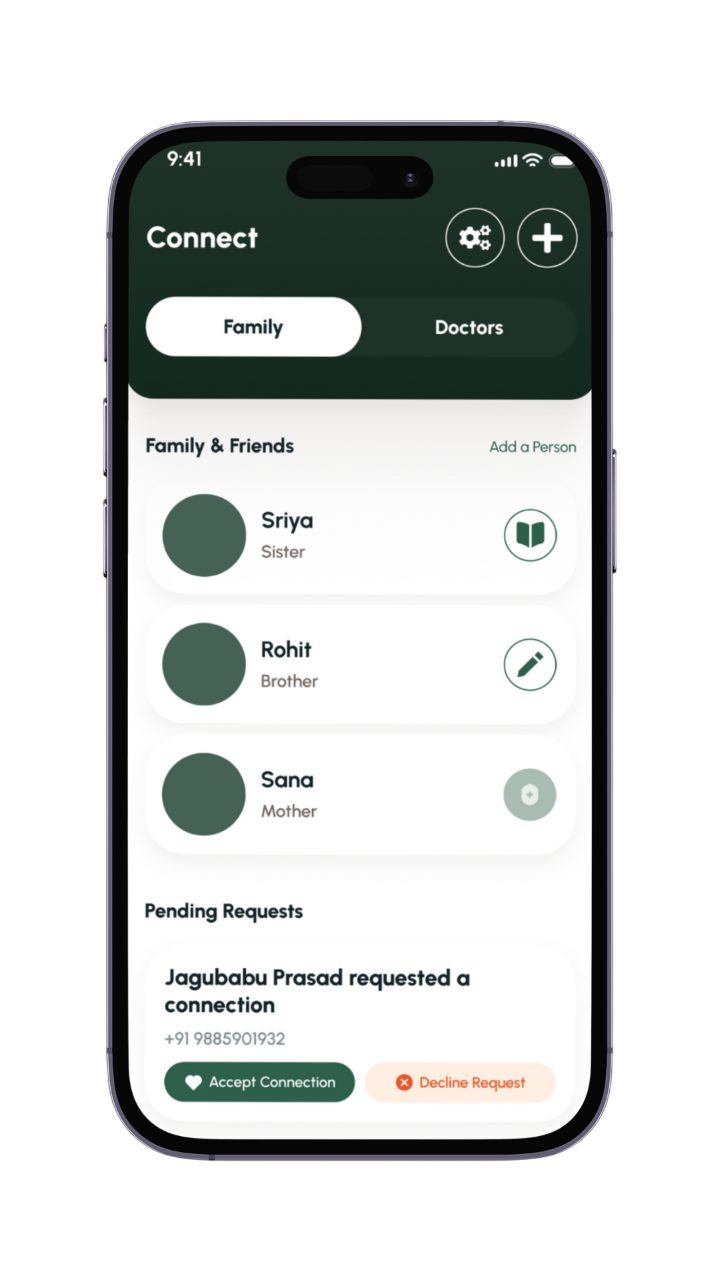 9:41
Connect
Family
Doctors
Family & Friends
Add a Person
Sriya
Sister
Rohit
Brother
Sana
Mother
Pending Requests
Jagubabu Prasad requested a
connection
+91 9885901932
Accept Connection
Decline Request